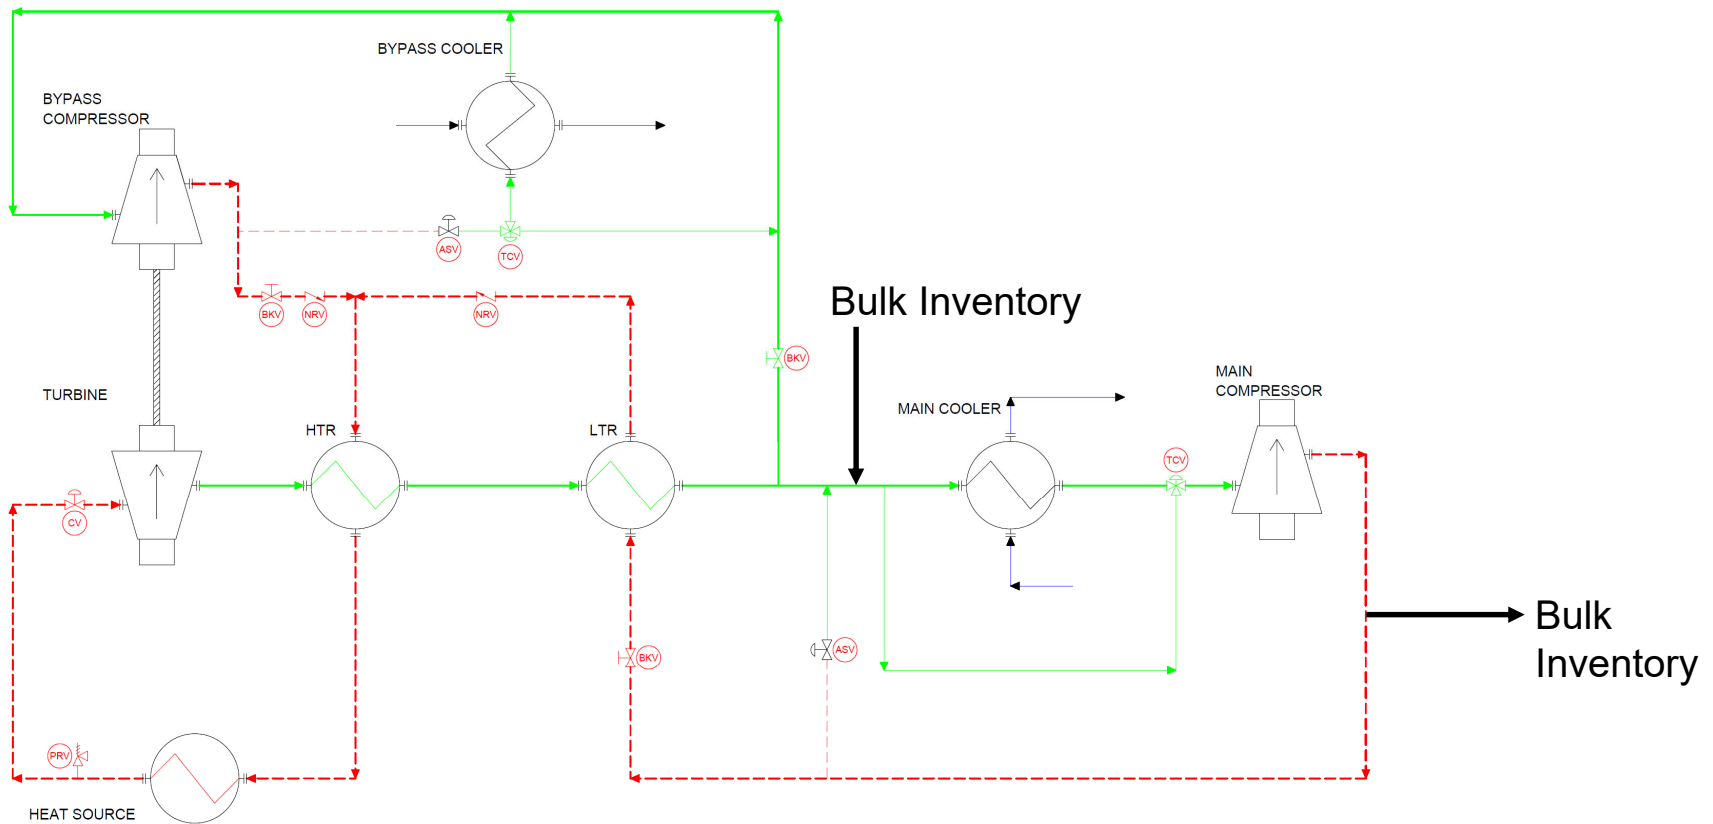 BYPASS COOLER
BYPASS
COMPRESSOR
ASV
TCV
BKV
NRV
NRV
Bulk Inventory
BKV
MAIN
COMPRESSOR
TURBINE
MAIN COOLER
HTR
LTR
TCV
CV
Bulk
Inventory
BKV
ASV
PRV
HEAT SOURCE